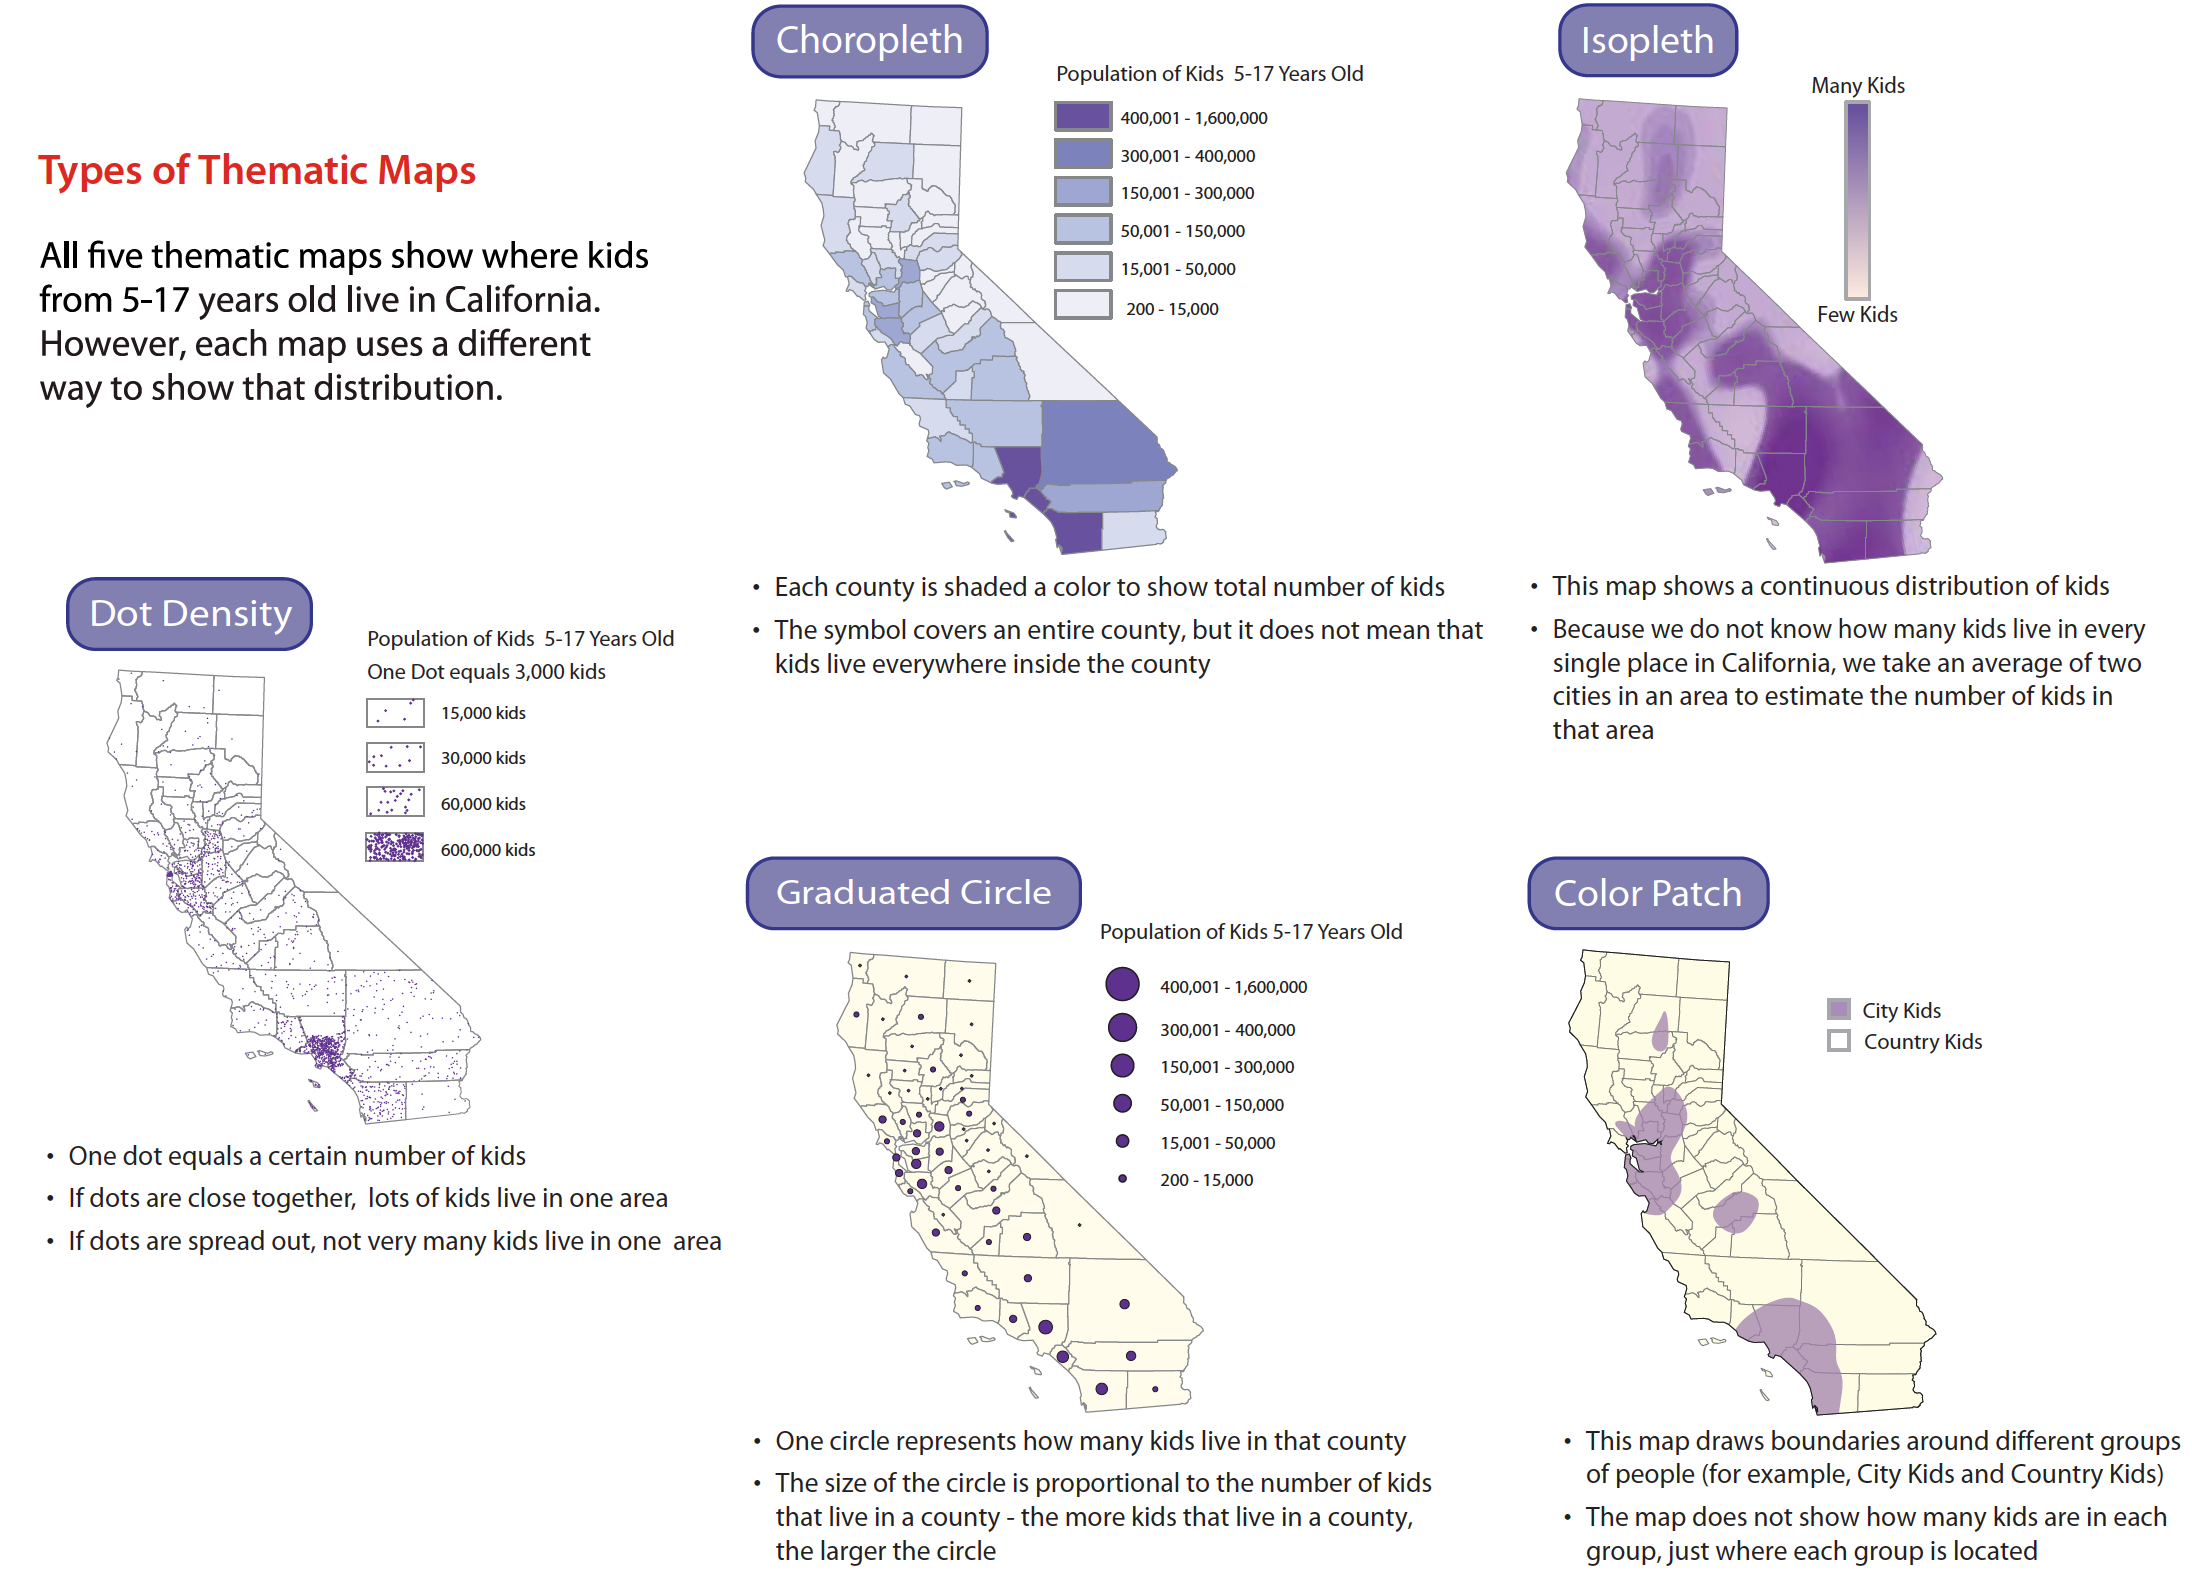 Types of Thematic Maps
All five thematic maps show where kids
from 5-17 years old live in California.
However, each map uses a different
way to show that distribution.
Choropleth
Population of Kids 5-17 Years Old
400,001 - 1,600,000
300,001 - 400,000
150,001 - 300,000
50,001 - 150,000
15,001 - 50,000
200 - 15,000
• Each county is shaded a color to show total number of kids
• The symbol covers an entire county, but it does not mean that
kids live everywhere inside the county
Isopleth
Many Kids
Few Kids
• This map shows a continuous distribution of kids
• Because we do not know how many kids live in every
single place in California, we take an average of two
cities in an area to estimate the number of kids in
that area
Dot Density
Population of Kids 5-17 Years Old
One Dot equals 3,000 kids
15,000 kids
30,000 kids
60,000 kids
600,000 kids
• One dot equals a certain number of kids
• If dots are close together, lots of kids live in one area
• If dots are spread out, not very many kids live in one area
Graduated Circle
Population of Kids 5-17 Years Old
400,001 - 1,600,000
300,001 - 400,000
150,001 - 300,000
50,001 - 150,000
15,001 - 50,000
200 - 15,000
• One circle represents how many kids live in that county
• The size of the circle is proportional to the number of kids
that live in a county - the more kids that live in a county,
the larger the circle
Color Patch
City Kids
Country Kids
• This map draws boundaries around different groups
of people (for example, City Kids and Country Kids)
• The map does not show how many kids are in each
group, just where each group is located